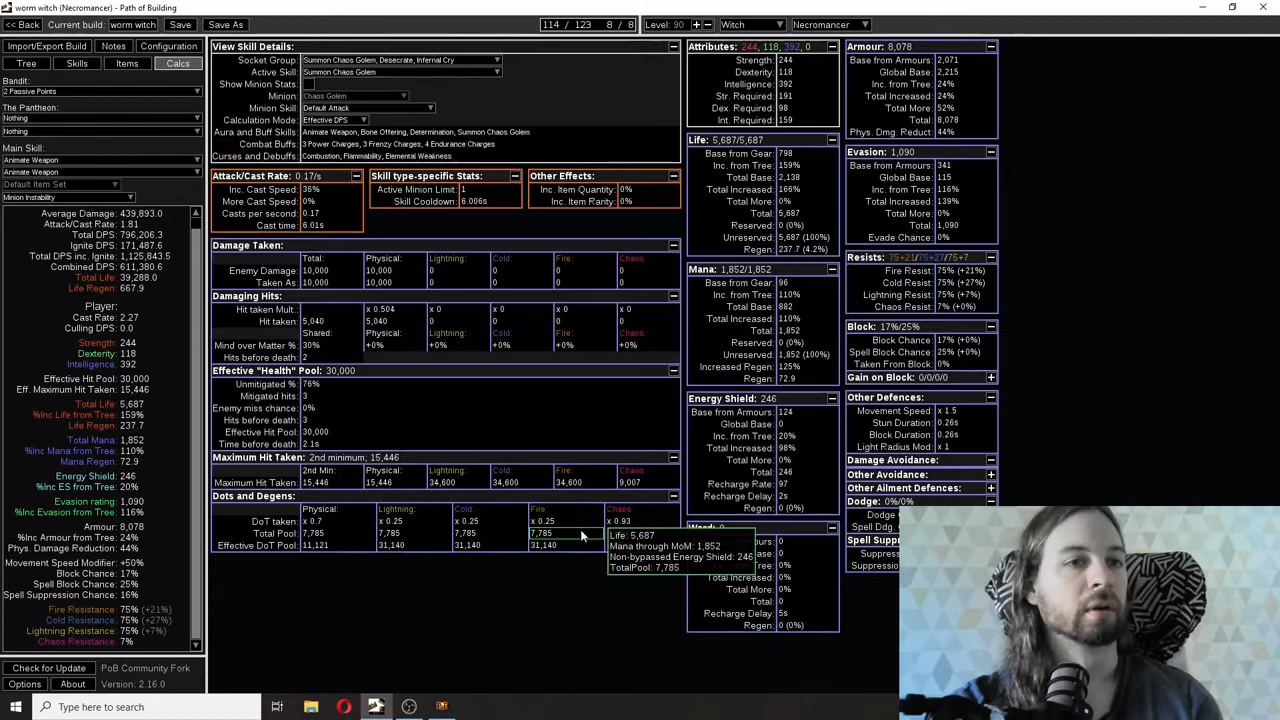 worm witch (Necromancer) - Path of Building
<< Back
Current build: worm witch
Save
Save As
114 / 123 8 / 8
Level: 90
Witch
Necromancer
Import/Export Build
Notes
Configuration
Tree
Skills
Items
Calcs
Bandit:
2 Passive Points
The Pantheon:
Nothing
Nothing
Main Skill:
Animate Weapon
Animate Weapon
Default Item Set
Minion Instability
Average Damage: 439,893.0
Attack/Cast Rate: 1.81
Total DPS: 796,206.3
Ignite DPS: 171,487.6
Total DPS inc. Ignite: 1,125,843.5
Combined DPS: 611,380.6
Total Life: 39,288.0
Life Regen: 667.9
Player:
Cast Rate: 2.27
Culling DPS: 0.0
Strength: 244
Dexterity: 118
Intelligence: 392
Effective Hit Pool: 30,000
Eff. Maximum Hit Taken: 15,446
Total Life: 5,687
%Inc Life from Tree: 159%
Life Regen: 237.7
Total Mana: 1,852
%Inc Mana from Tree: 110%
Mana Regen: 72.9
Energy Shield: 246
%Inc ES from Tree: 20%
Evasion rating: 1,090
%Inc Evasion from Tree: 116%
Armour: 8,078
%Inc Armour from Tree: 24%
Phys. Damage Reduction: 44%
Movement Speed Modifier: +50%
Block Chance: 17%
Spell Block Chance: 25%
Spell Suppression Chance: 16%
Fire Resistance: 75% (+21%)
Cold Resistance: 75% (+27%)
Lightning Resistance: 75% (+7%)
Chaos Resistance: 7%
Check for Update
PoB Community Fork
Options
About
Version: 2.16.0
View Skill Details:
Socket Group: Summon Chaos Golem, Desecrate, Infernal Cry
Active Skill: Summon Chaos Golem
Show Minion Stats:
Minion: Chaos Golem
Minion Skill: Default Attack
Calculation Mode: Effective DPS
Aura and Buff Skills: Animate Weapon, Bone Offering, Determination, Summon Chaos Golem
Combat Buffs: 3 Power Charges, 3 Frenzy Charges, 4 Endurance Charges
Curses and Debuffs: Combustion, Flammability, Elemental Weakness
Attack/Cast Rate: 0.17/s
Inc. Cast Speed: 36%
More Cast Speed: 0%
Casts per second: 0.17
Cast time: 6.01s
Skill type-specific Stats:
Active Minion Limit: 1
Skill Cooldown: 6.006s
Other Effects:
Inc. Item Quantity: 0%
Inc. Item Rarity: 0%
Damage Taken:
Total: Physical: Lightning: Cold: Fire: Chaos:
Enemy Damage: 10,000 10,000 0 0 0 0
Taken As: 10,000 10,000 0 0 0 0
Damaging Hits:
Hit taken Mult.: x 0.504 x 0 x 0 x 0 x 0
Hit taken: 5,040 5,040 0 0 0 0
Shared: Physical: Lightning: Cold: Fire: Chaos:
Mind over Matter %: 30% +0% +0% +0% +0% +0%
Hits before death: 2
Effective "Health" Pool: 30,000
Unmitigated %: 76%
Mitigated hits: 3
Enemy miss chance: 0%
Hits before death: 3
Effective Hit Pool: 30,000
Time before death: 2.1s
Maximum Hit Taken: 2nd minimum; 15,446
2nd Min: Physical: Lightning: Cold: Fire: Chaos:
Maximum Hit Taken: 15,446 15,446 34,600 34,600 34,600 9,007
Dots and Degens:
Physical: Lightning: Cold: Fire: Chaos:
DoT taken: x 0.7 x 0.25 x 0.25 x 0.25 x 0.93
Total Pool: 7,785 7,785 7,785 7,785
Effective DoT Pool: 11,121 31,140 31,140 31,140
Life: 5,687
Mana through MoM: 1,852
Non-bypassed Energy Shield: 246
TotalPool: 7,785
Attributes: 244, 118, 392, 0
Strength: 244
Dexterity: 118
Intelligence: 392
Str. Required: 191
Dex. Required: 98
Int. Required: 159
Life: 5,687/5,687
Base from Gear: 798
Inc. from Tree: 159%
Total Base: 2,138
Total Increased: 166%
Total More: 0%
Total: 5,687
Reserved: 0 (0%)
Unreserved: 5,687 (100%)
Regen: 237.7 (4.2%)
Mana: 1,852/1,852
Base from Gear: 96
Inc. from Tree: 110%
Total Base: 882
Total Increased: 110%
Total: 1,852
Reserved: 0 (0%)
Unreserved: 1,852 (100%)
Increased Regen: 125%
Regen: 72.9
Energy Shield: 246
Base from Armours: 124
Global Base: 0
Inc. from Tree: 20%
Total Increased: 98%
Total More: 0%
Total: 246
Recharge Rate: 97
Recharge Delay: 2s
Regen: 0 (0%)
Total Increased: 0%
Total More: 0%
Total: 0
Recharge Delay: 5s
Regen: 0 (0%)
Armour: 8,078
Base from Armours: 2,071
Global Base: 2,215
Inc. from Tree: 24%
Total Increased: 24%
Total More: 52%
Total: 8,078
Phys. Dmg. Reduct: 44%
Evasion: 1,090
Base from Armours: 341
Global Base: 115
Inc. from Tree: 116%
Total Increased: 139%
Total More: 0%
Total: 1,090
Evade Chance: 0%
Resists: 75+21/75+27/75+7
Fire Resist: 75% (+21%)
Cold Resist: 75% (+27%)
Lightning Resist: 75% (+7%)
Chaos Resist: 7% (+0%)
Block: 17%/25%
Block Chance: 17% (+0%)
Spell Block Chance: 25% (+0%)
Taken From Block: 0%
Gain on Block: 0/0/0/0
Other Defences:
Movement Speed: x 1.5
Stun Duration: 0.26s
Block Duration: 0.26s
Light Radius Mod: x 1
Damage Avoidance:
Other Avoidance:
Other Ailment Defences:
Dodge: 0%/0%
Dodge
Spell Ddg.
Spell Supp
Suppress
Type here to search